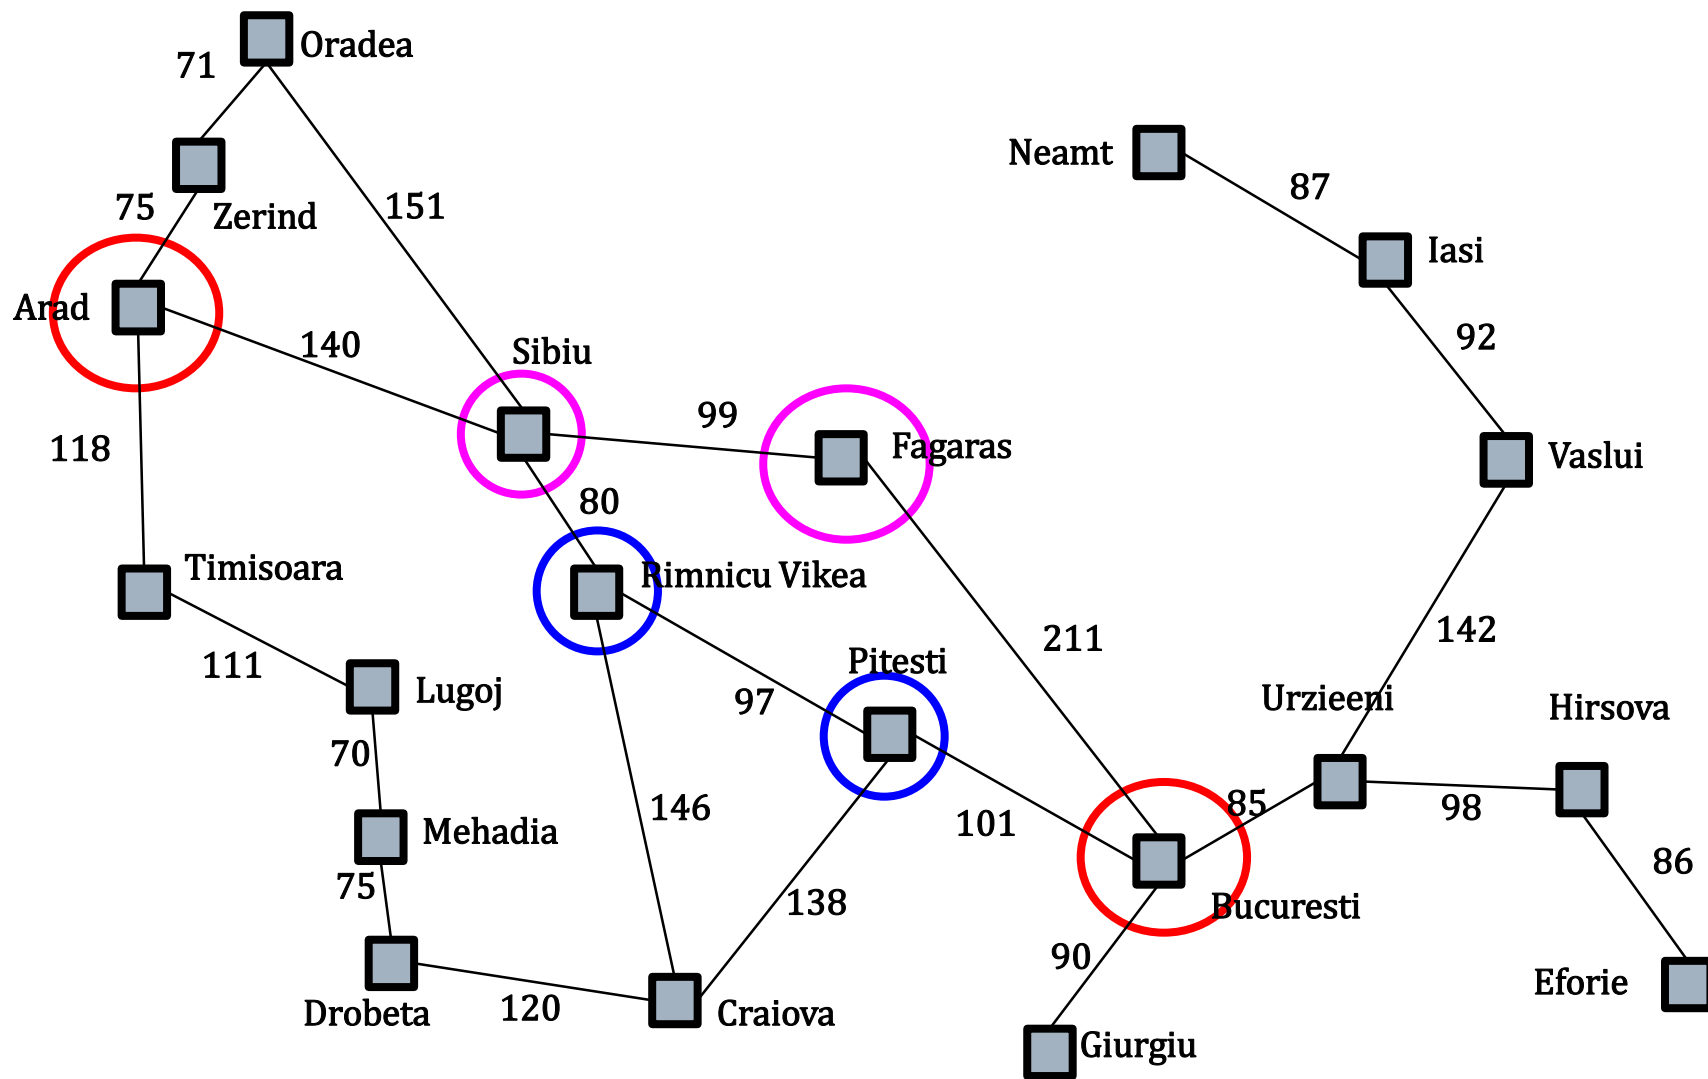 Oradea
71
Neamt
87
75
Zerind
151
Iasi
Arad
140
Sibiu
92
99
Fagaras
118
Vaslui
80
Timisoara
Rimnicu Vikea
211
142
111
Pitesti
Lugoj
97
Urzieeni
Hirsova
70
146
101
85
98
Mehadia
86
75
138
Bucuresti
90
Drobeta
120
Craiova
Eforie
Giurgiu